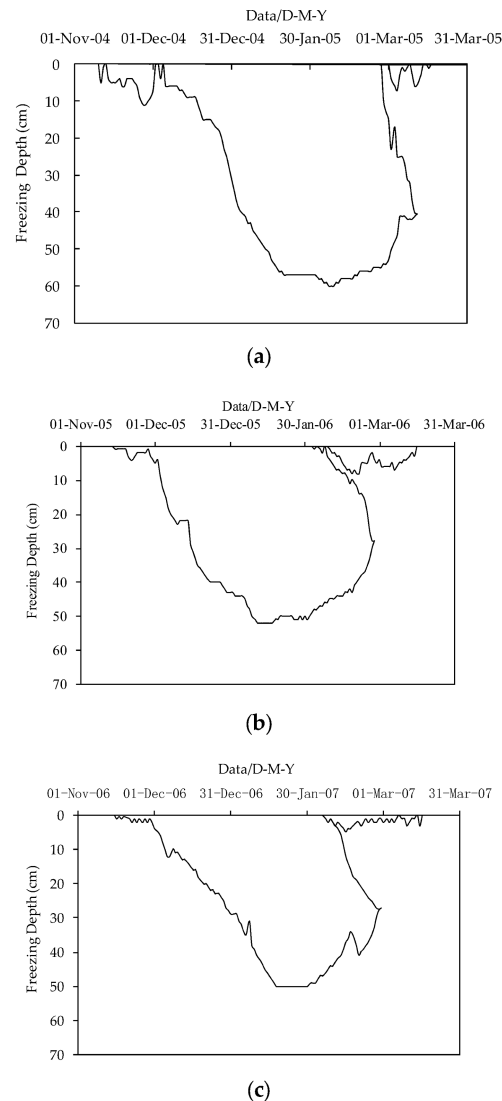 Data/D-M-Y
01-Nov-04 01-Dec-04 31-Dec-04 30-Jan-05 01-Mar-05 31-Mar-05
0
10
20
30
40
50
60
70
Freezing Depth (cm)
(a)
Data/D-M-Y
01-Nov-05 01-Dec-05 31-Dec-05 30-Jan-06 01-Mar-06 31-Mar-06
0
10
20
30
40
50
60
70
Freezing Depth (cm)
(b)
Data/D-M-Y
01-Nov-06 01-Dec-06 31-Dec-06 30-Jan-07 01-Mar-07 31-Mar-07
0
10
20
30
40
50
60
70
Freezing Depth (cm)
(c)